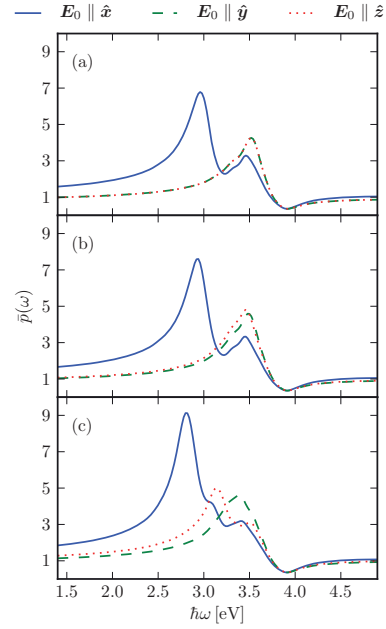 E₀ ∥ x̂ E₀ ∥ ŷ E₀ ∥ ẑ
9
7
5
3
1
(a)
9
7
5
3
1
(b)
p̄(ω)
9
7
5
3
1
(c)
1.5 2.0 2.5 3.0 3.5 4.0 4.5
ħω [eV]